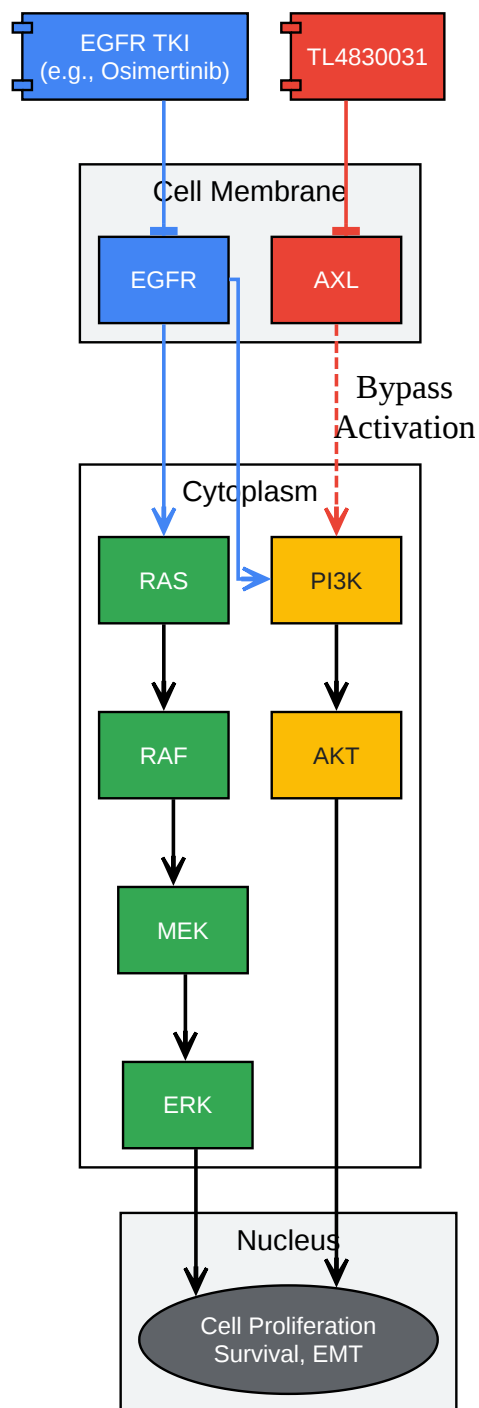 EGFR TKI
(e.g., Osimertinib)
TL4830031
Cell Membrane
EGFR
AXL
Bypass
Activation
Cytoplasm
RAS
PI3K
RAF
AKT
MEK
ERK
Nucleus
Cell Proliferation
Survival, EMT